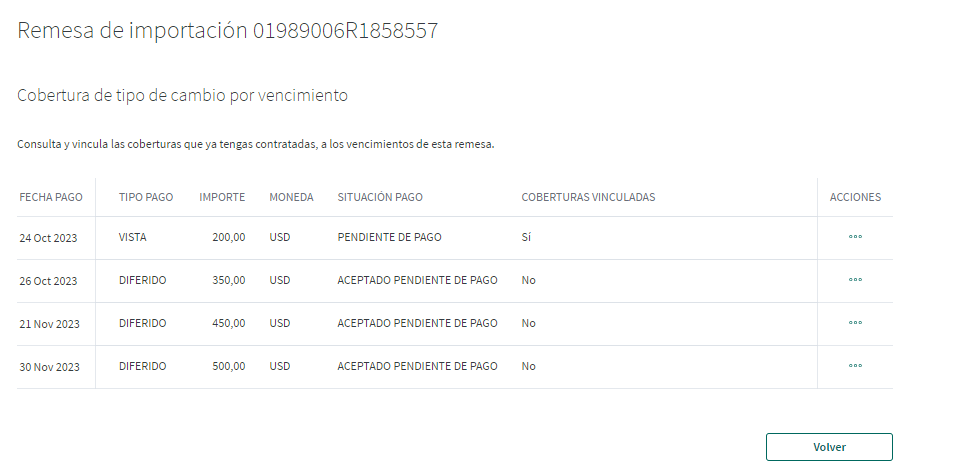 Remesa de importación 01989006R1858557
Cobertura de tipo de cambio por vencimiento
Consulta y vincula las coberturas que ya tengas contratadas, a los vencimientos de esta remesa.
FECHA PAGO TIPO PAGO IMPORTE MONEDA SITUACIÓN PAGO COBERTURAS VINCULADAS ACCIONES
24 Oct 2023 VISTA 200,00 USD PENDIENTE DE PAGO Sí
26 Oct 2023 DIFERIDO 350,00 USD ACEPTADO PENDIENTE DE PAGO No
21 Nov 2023 DIFERIDO 450,00 USD ACEPTADO PENDIENTE DE PAGO No
30 Nov 2023 DIFERIDO 500,00 USD ACEPTADO PENDIENTE DE PAGO No
Volver